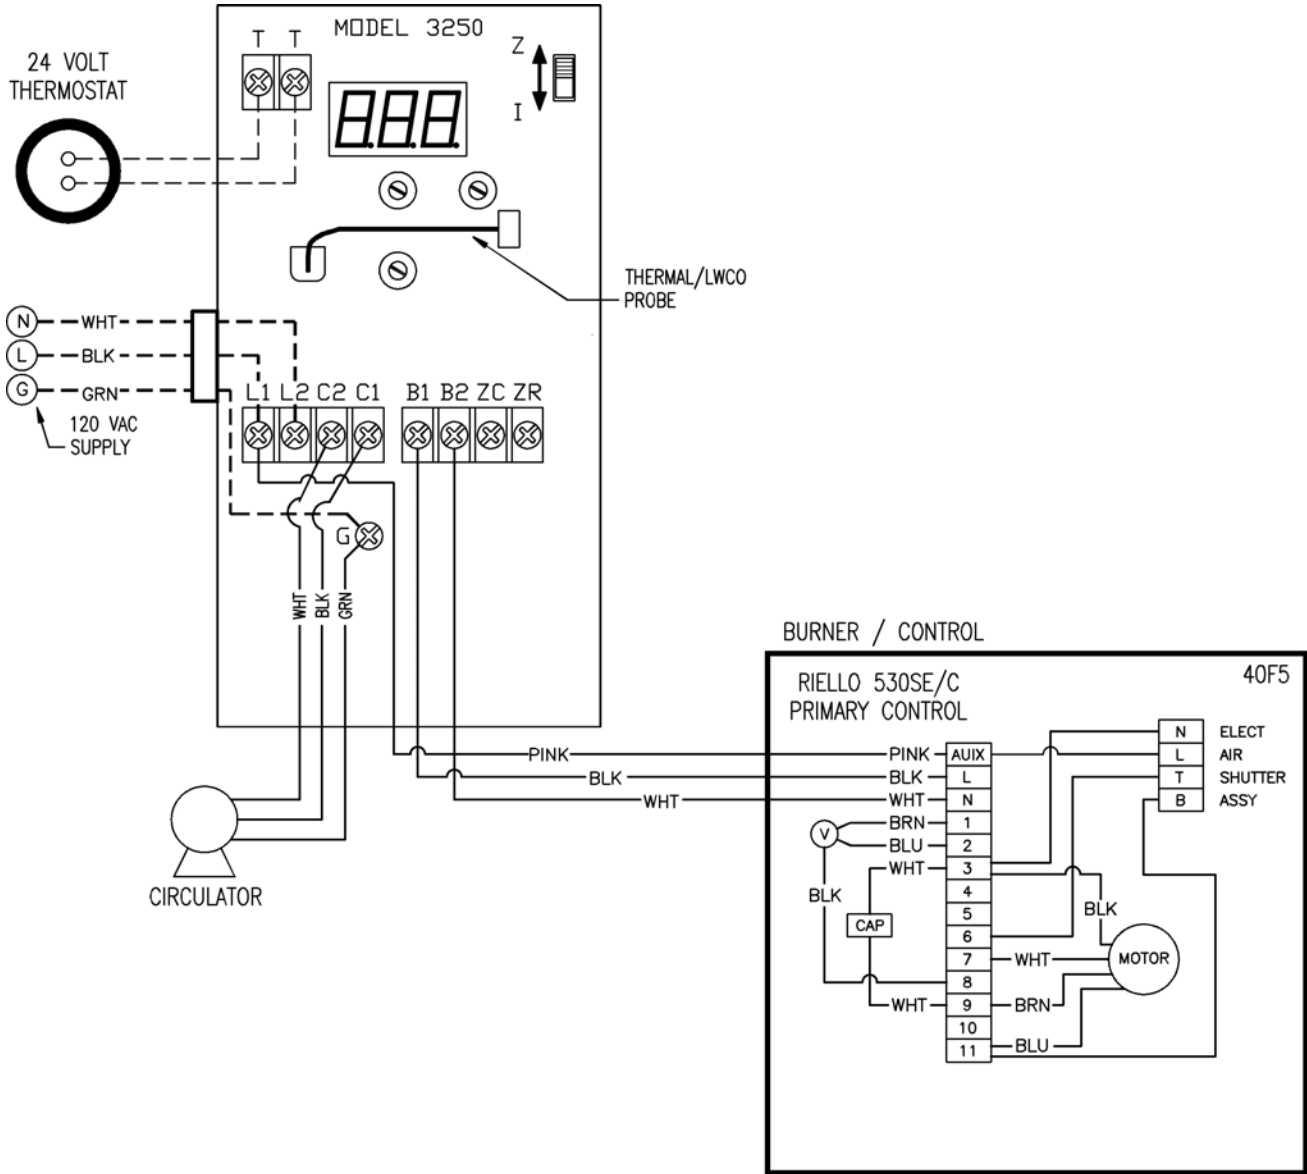 MODEL 3250
T T
Z
I
24 VOLT
THERMOSTAT
8.8.8.
THERMAL/LWCO
PROBE
N WHT
L BLK
G GRN
120 VAC
SUPPLY
L1 L2 C2 C1 B1 B2 ZC ZR
G
WHT
BLK
GRN
CIRCULATOR
BURNER / CONTROL
RIELLO 530SE/C
PRIMARY CONTROL
40F5
PINK PINK AUIX
BLK BLK L
WHT WHT N
BRN 1
BLU 2
WHT 3
4
5
6
7 WHT
8
WHT 9 BRN
10
11 BLU
V
BLK
CAP
BLK
MOTOR
N ELECT
L AIR
T SHUTTER
B ASSY